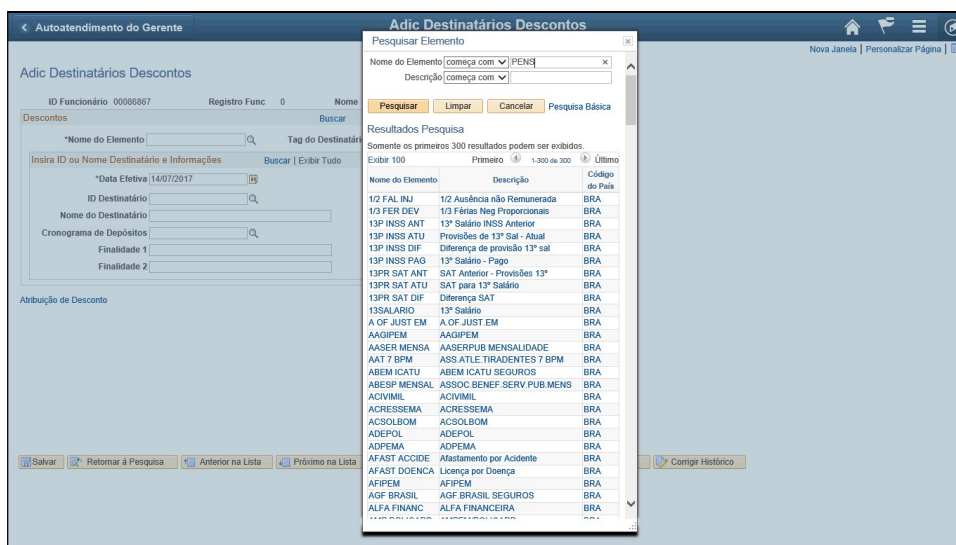 Autoatendimento do Gerente
Adic Destinatários Descontos
Nova Janela | Personalizar Página |
Adic Destinatários Descontos
ID Funcionário 00086867 Registro Func 0 Nome
Descontos Buscar
*Nome do Elemento Tag do Destinatári
Insira ID ou Nome Destinatário e Informações Buscar | Exibir Tudo
*Data Efetiva 14/07/2017
ID Destinatário
Nome do Destinatário
Cronograma de Depósitos
Finalidade 1
Finalidade 2
Atribuição de Desconto
Salvar Retornar à Pesquisa Anterior na Lista Próximo na Lista Corrigir Histórico
Pesquisar Elemento
Nome do Elemento começa com PENS
Descrição começa com
Pesquisar Limpar Cancelar Pesquisa Básica
Resultados Pesquisa
Somente os primeiros 300 resultados podem ser exibidos.
Exibir 100 Primeiro 1-300 de 300 Último
Nome do Elemento Descrição Código do País
1/2 FAL INJ 1/2 Ausência não Remunerada BRA
1/3 FER DEV 1/3 Férias Neg Proporcionais BRA
13P INSS ANT 13º Salário INSS Anterior BRA
13P INSS ATU Provisões de 13º Sal - Atual BRA
13P INSS DIF Diferença de provisão 13º sal BRA
13P INSS PAG 13º Salário - Pago BRA
13PR SAT ANT SAT Anterior - Provisões 13º BRA
13PR SAT ATU SAT para 13º Salário BRA
13PR SAT DIF Diferença SAT BRA
13SALARIO 13º Salário BRA
A OF JUST EM A.OF.JUST.EM BRA
AAGIPEM AAGIPEM BRA
AASER MENSA AASERPUB MENSALIDADE BRA
AAT 7 BPM ASS.ATLE.TIRADENTES 7 BPM BRA
ABEM ICATU ABEM ICATU SEGUROS BRA
ABESP MENSAL ASSOC.BENEF.SERV.PUB.MENS BRA
ACIVIMIL ACIVIMIL BRA
ACRESSEMA ACRESSEMA BRA
ACSOLBOM ACSOLBOM BRA
ADEPOL ADEPOL BRA
ADPEMA ADPEMA BRA
AFAST ACCIDE Afastamento por Acidente BRA
AFAST DOENCA Licença por Doença BRA
AFIPEM AFIPEM BRA
AGF BRASIL AGF.BRASIL SEGUROS BRA
ALFA FINANC ALFA FINANCEIRA BRA